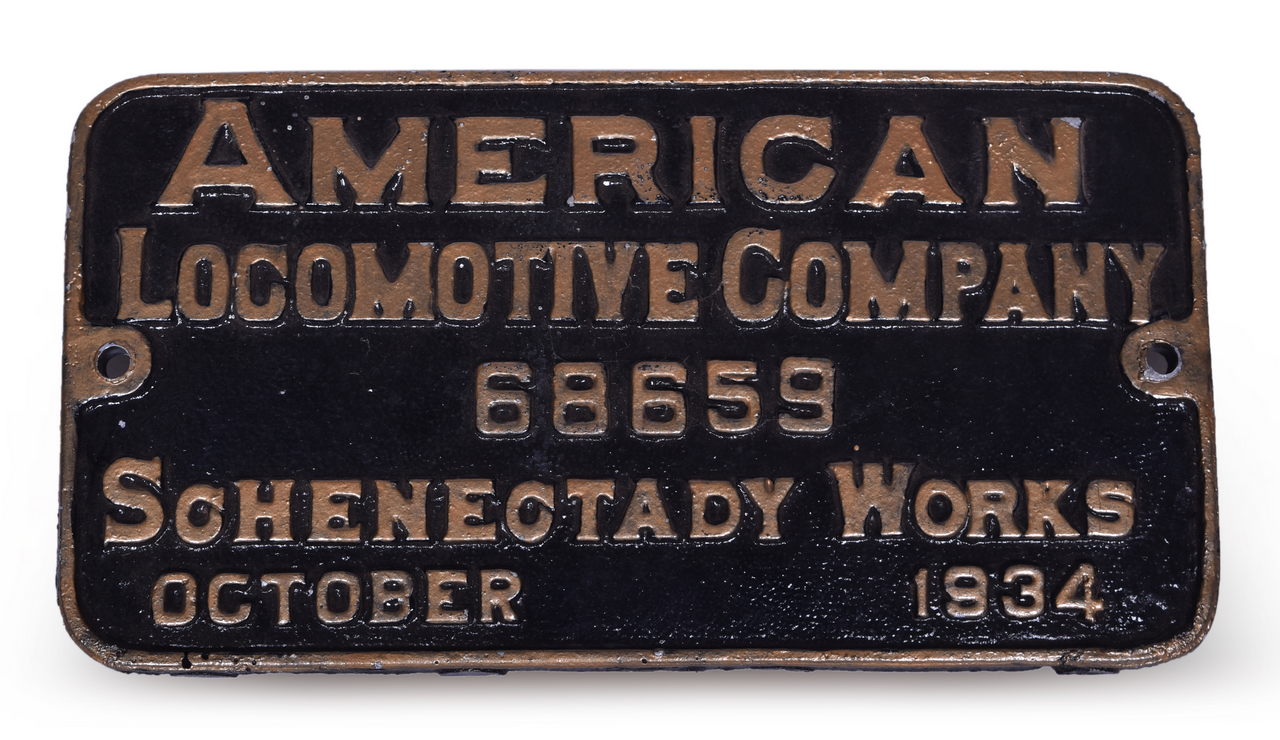 AMERICAN
LOCOMOTIVE COMPANY
68659
SCHENECTADY WORKS
OCTOBER 1934